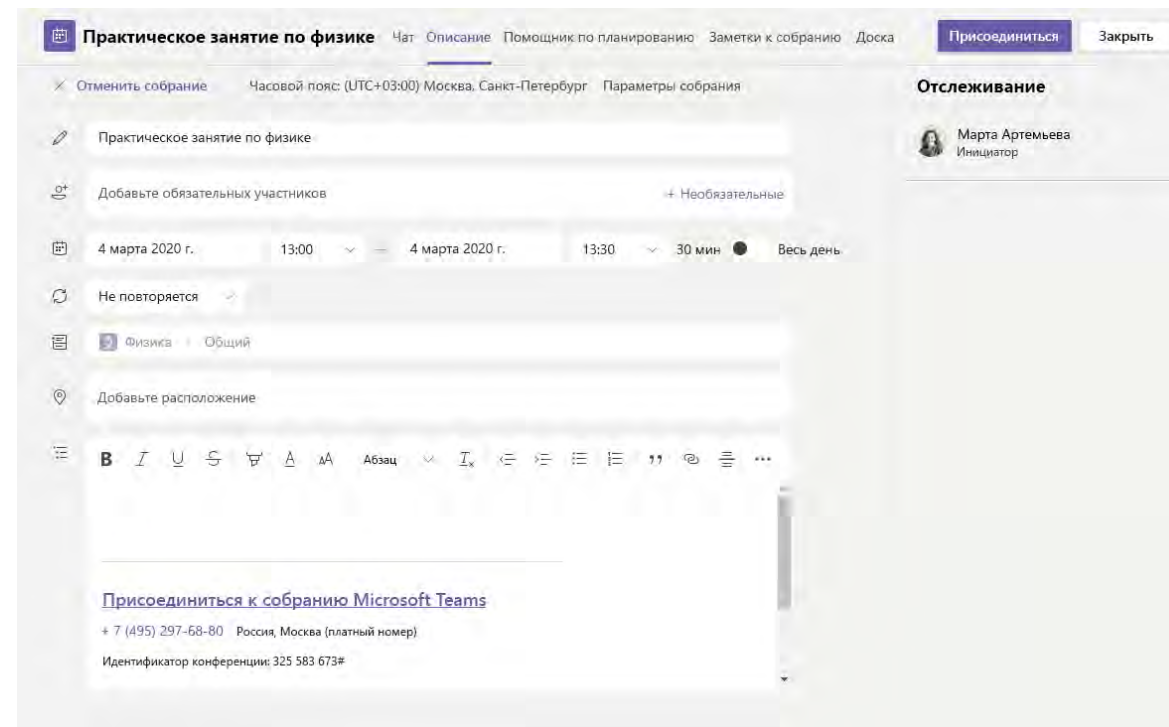 Практическое занятие по физике Чат Описание Помощник по планированию Заметки к собранию Доска Присоединиться Закрыть
× Отменить собрание Часовой пояс: (UTC+03:00) Москва, Санкт-Петербург Параметры собрания
Отслеживание
Практическое занятие по физике
Марта Артемьева
Инициатор
Добавьте обязательных участников + Необязательные
4 марта 2020 г. 13:00 — 4 марта 2020 г. 13:30 30 мин Весь день
Не повторяется
Физика Общий
Добавьте расположение
B I U S A AA Абзац
Присоединиться к собранию Microsoft Teams
+ 7 (495) 297-68-80 Россия, Москва (платный номер)
Идентификатор конференции: 325 583 673#